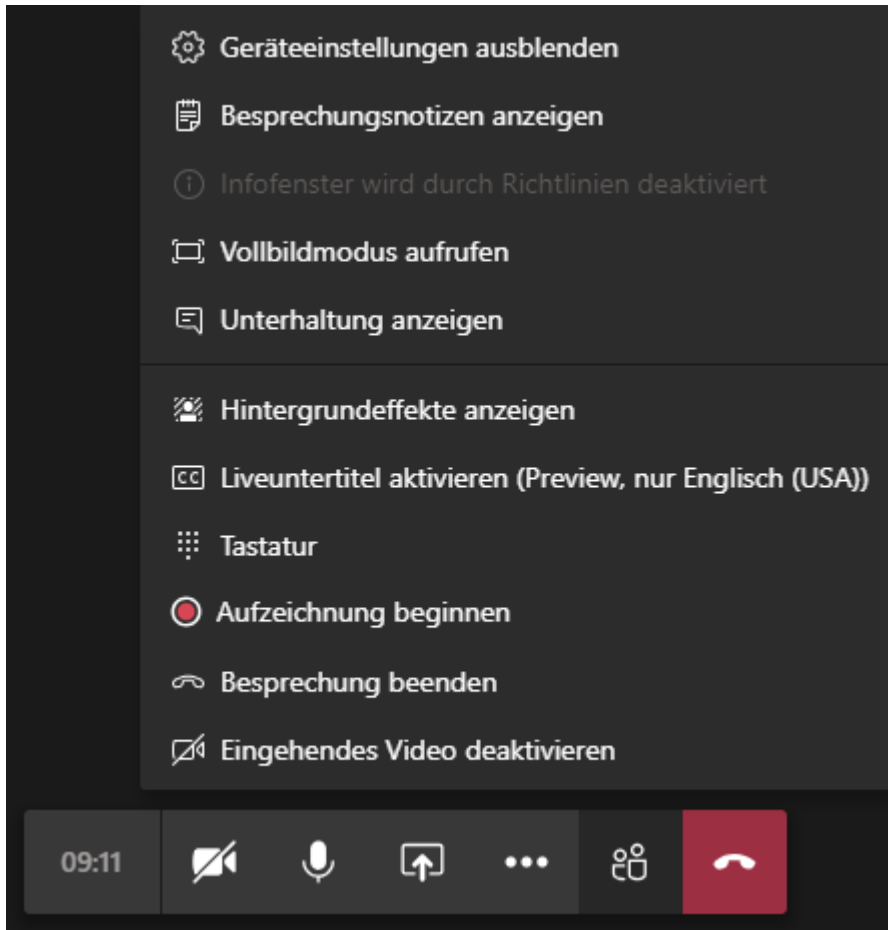 Geräteeinstellungen ausblenden
Besprechungsnotizen anzeigen
Infofenster wird durch Richtlinien deaktiviert
Vollbildmodus aufrufen
Unterhaltung anzeigen
Hintergrundeffekte anzeigen
CC Liveuntertitel aktivieren (Preview, nur Englisch (USA))
Tastatur
Aufzeichnung beginnen
Besprechung beenden
Eingehendes Video deaktivieren
09:11